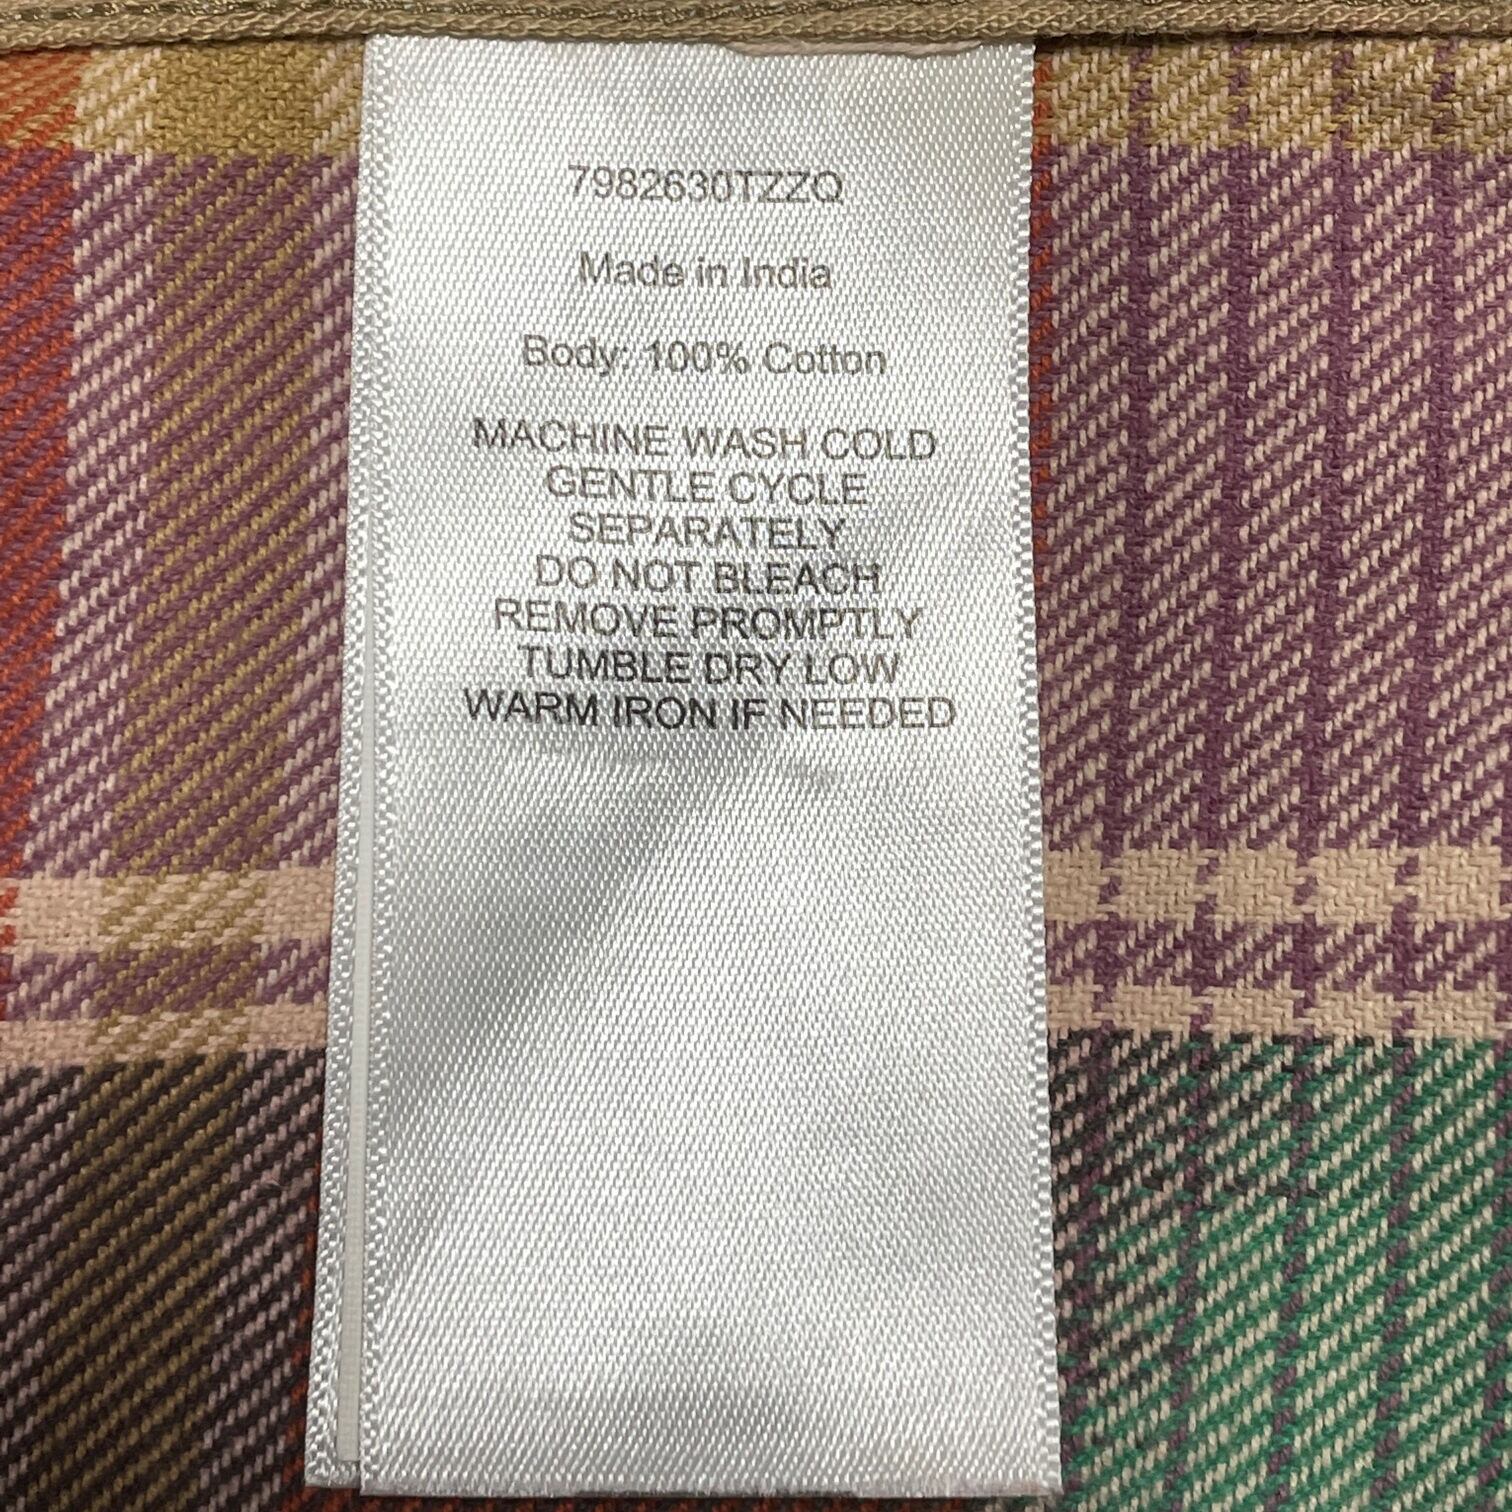 7982630TZZQ
Made in India
Body: 100% Cotton
MACHINE WASH COLD
GENTLE CYCLE
SEPARATELY
DO NOT BLEACH
REMOVE PROMPTLY
TUMBLE DRY LOW
WARM IRON IF NEEDED